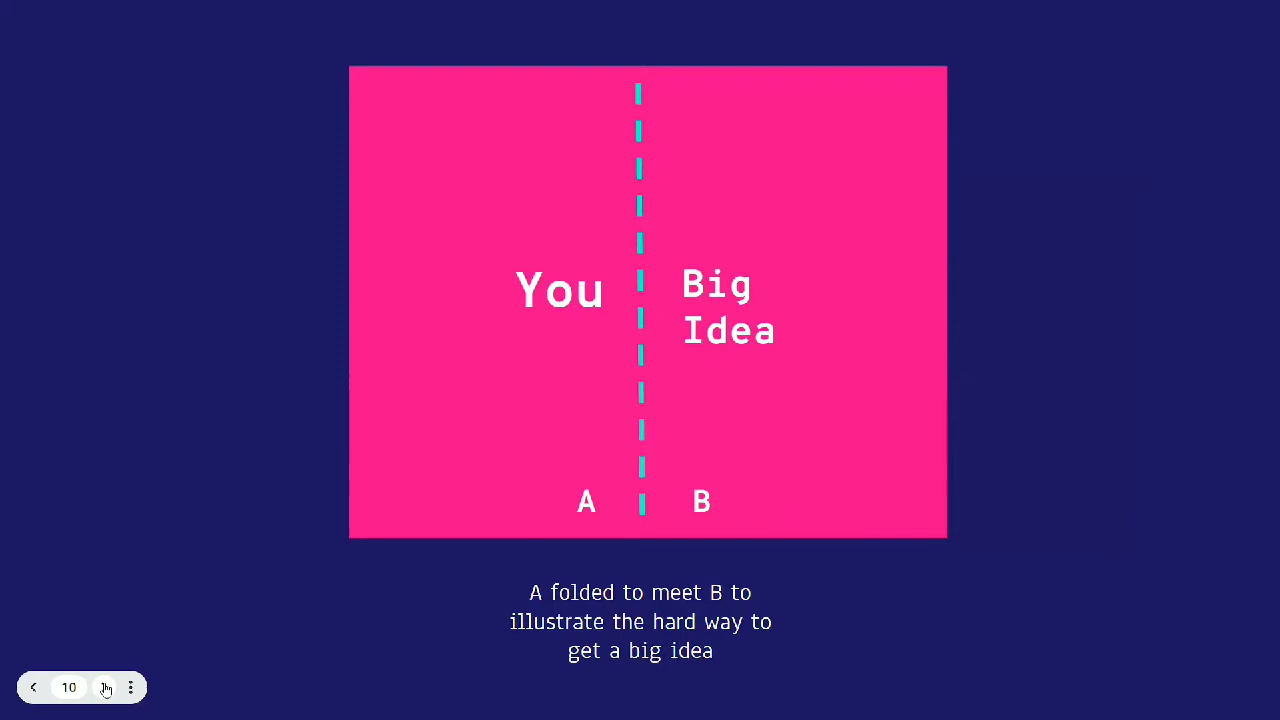 You
Big
Idea
A
B
A folded to meet B to
illustrate the hard way to
get a big idea
10